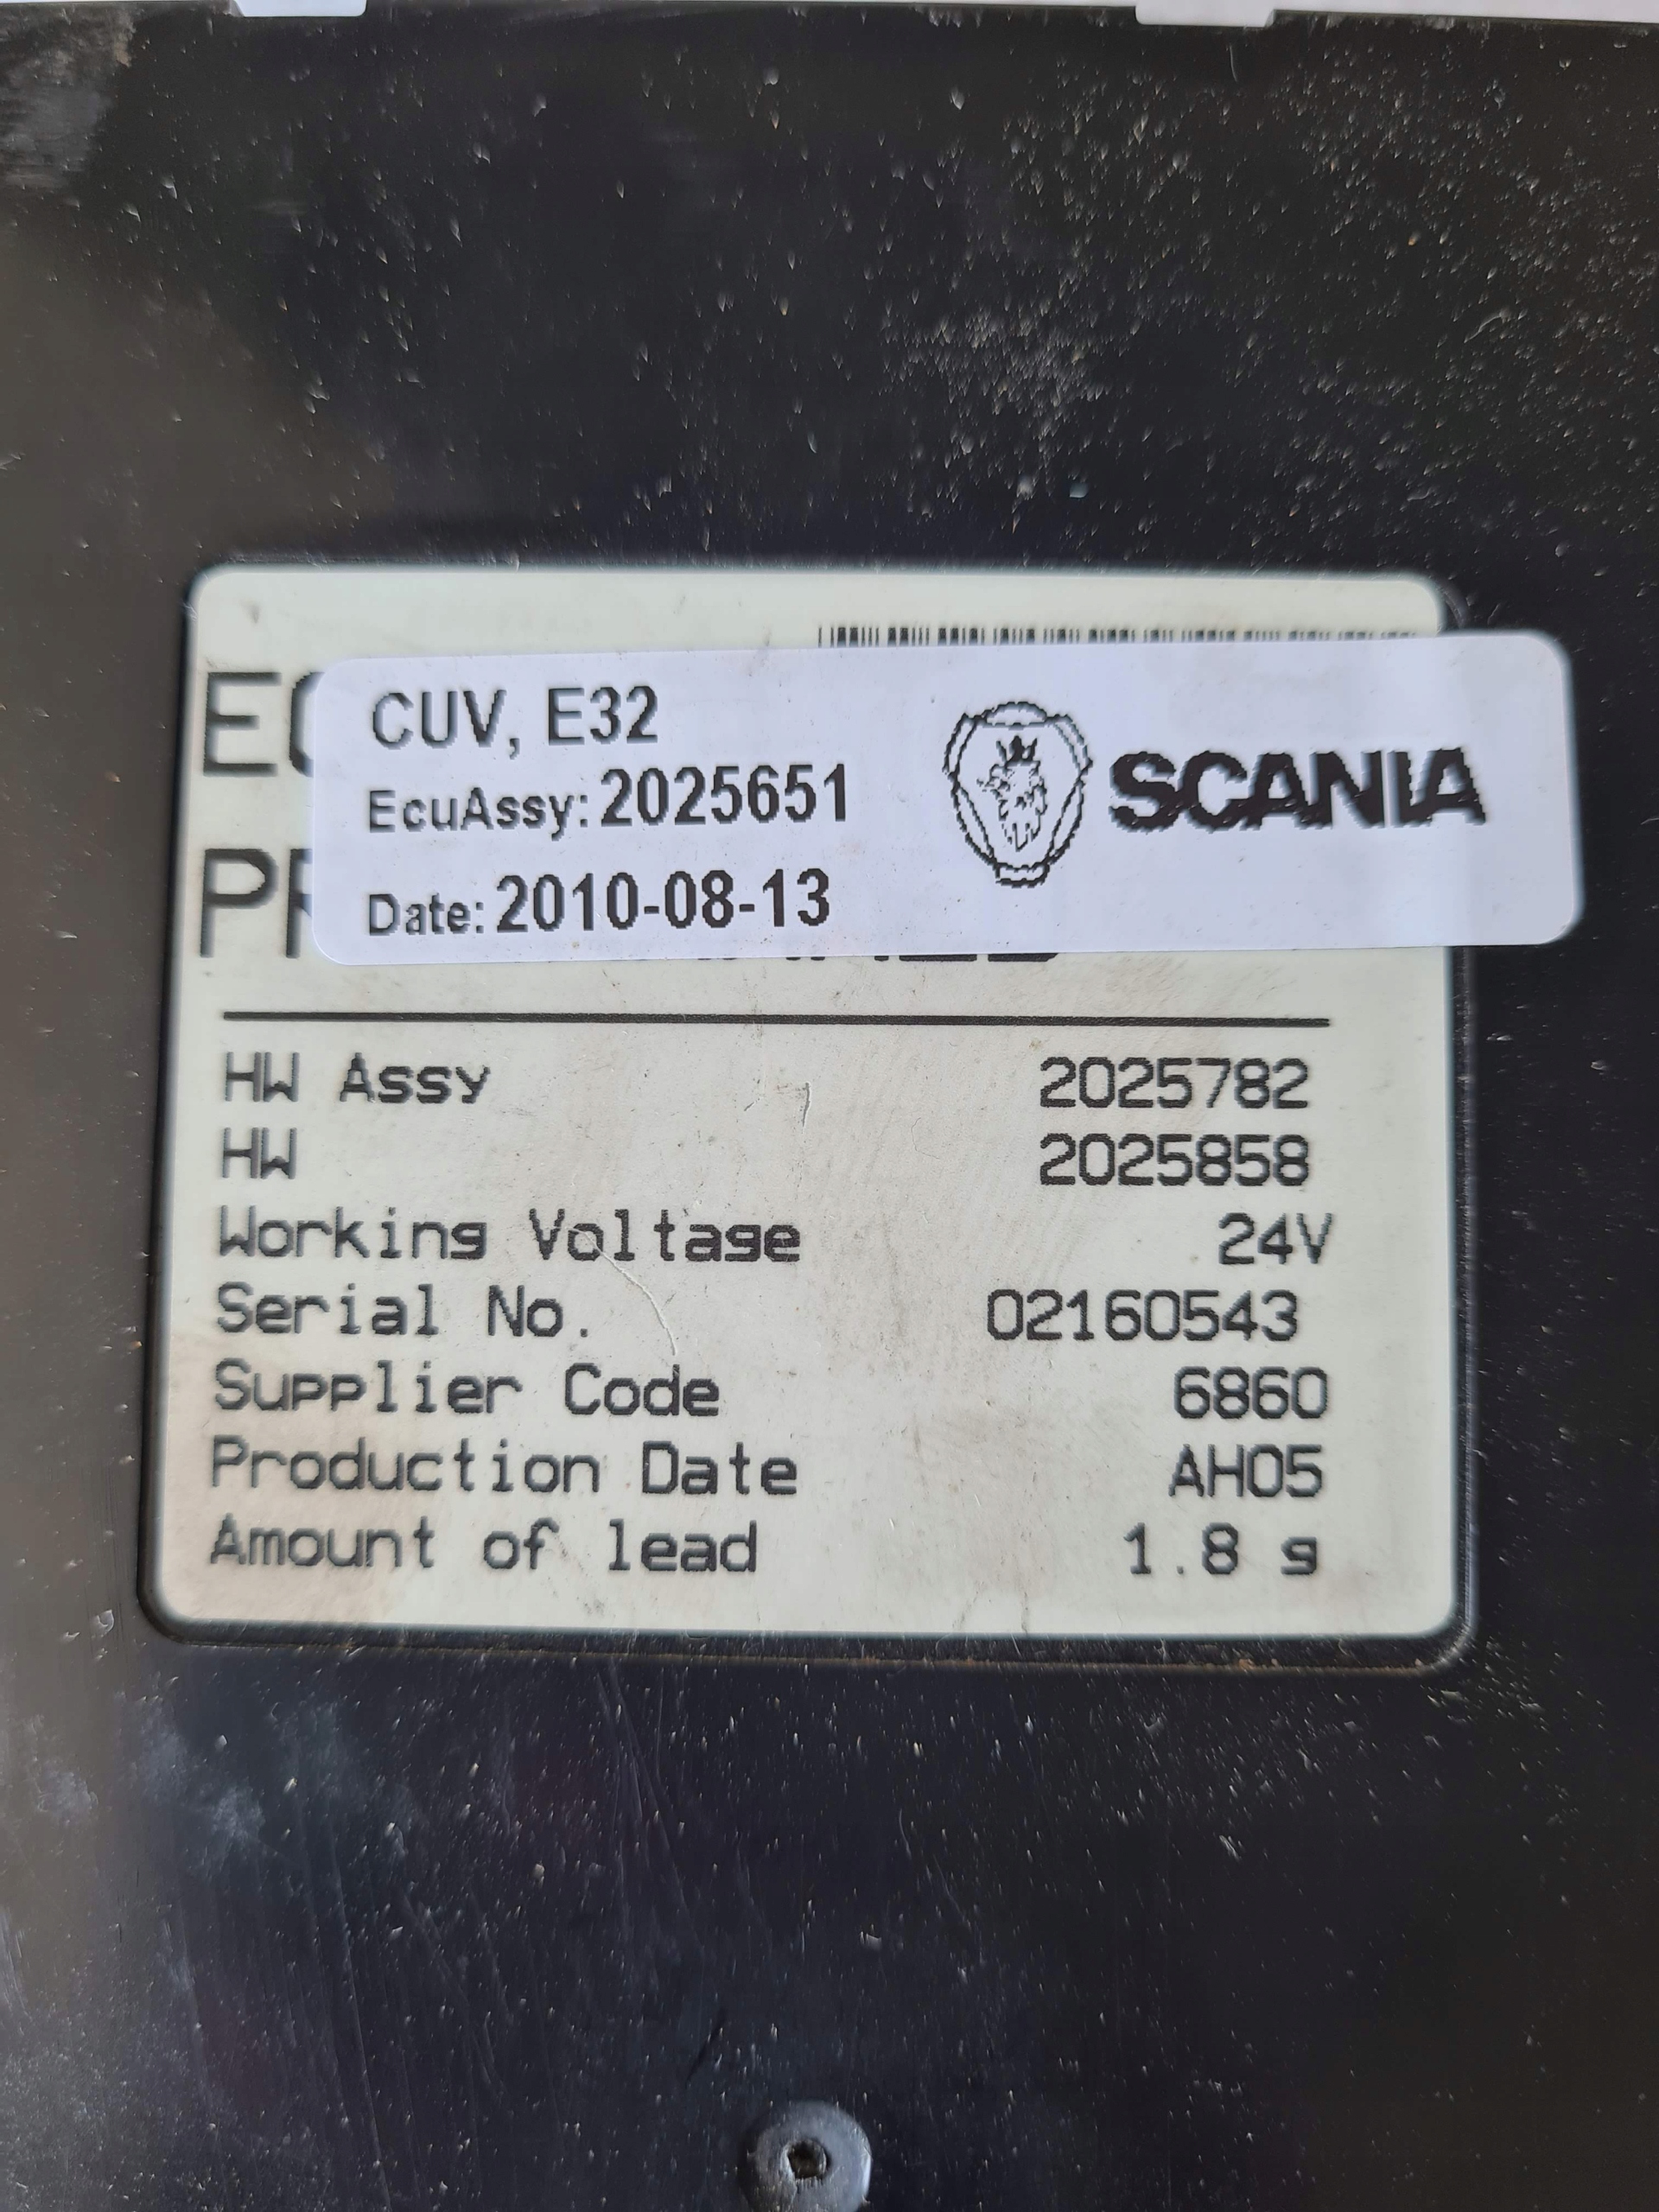 CUV, E32
EcuAssy: 2025651
Date: 2010-08-13
SCANIA
HW Assy 2025782
HW 2025858
Working Voltage 24V
Serial No. 02160543
Supplier Code 6860
Production Date AH05
Amount of lead 1.8 g